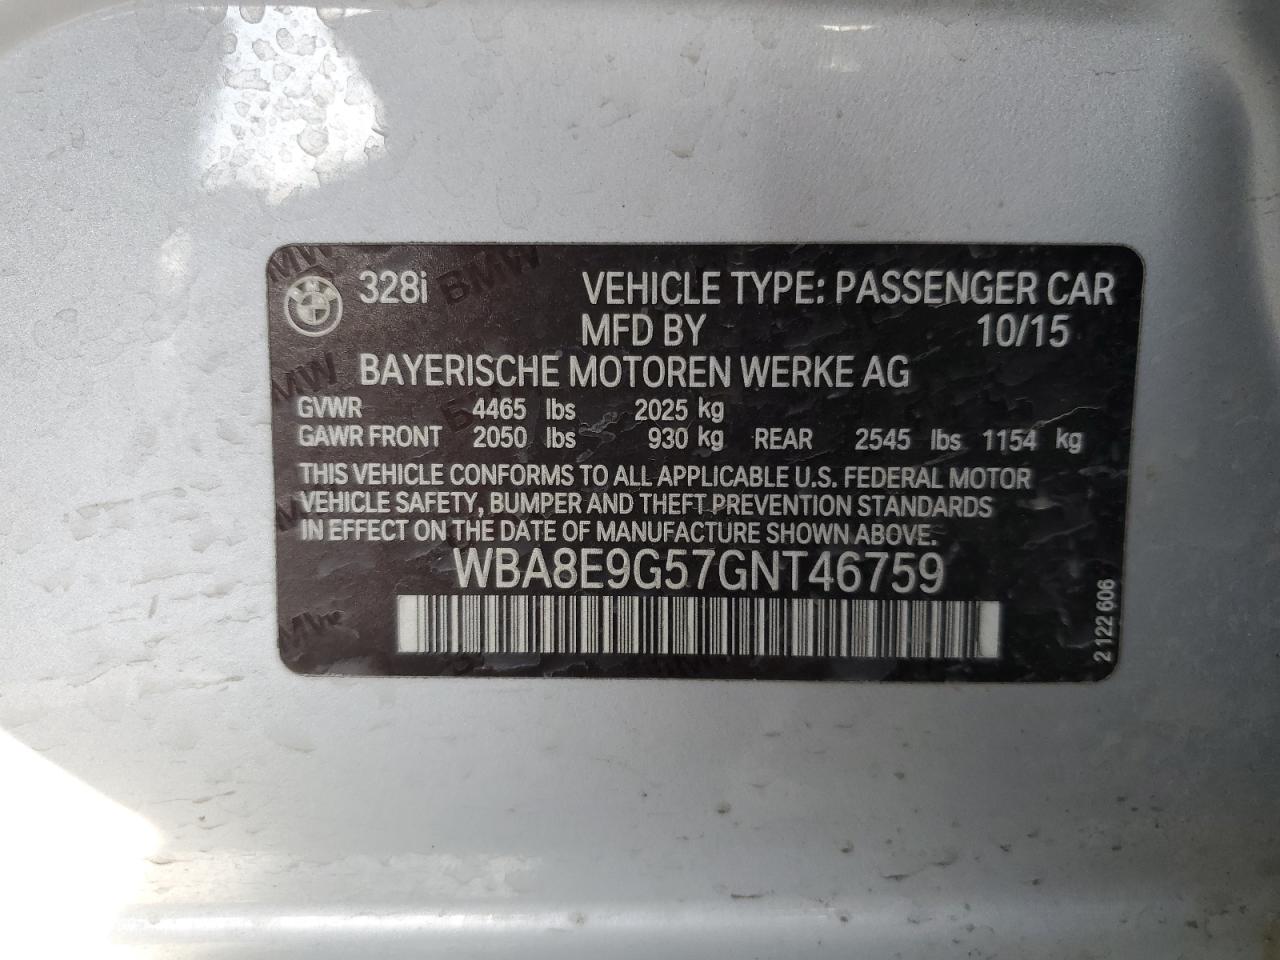 328i VEHICLE TYPE: PASSENGER CAR
MFD BY 10/15
BAYERISCHE MOTOREN WERKE AG
GVWR 4465 lbs 2025 kg
GAWR FRONT 2050 lbs 930 kg REAR 2545 lbs 1154 kg
THIS VEHICLE CONFORMS TO ALL APPLICABLE U.S. FEDERAL MOTOR
VEHICLE SAFETY, BUMPER AND THEFT PREVENTION STANDARDS
IN EFFECT ON THE DATE OF MANUFACTURE SHOWN ABOVE.
WBA8E9G57GNT46759
2 122 606
BMW